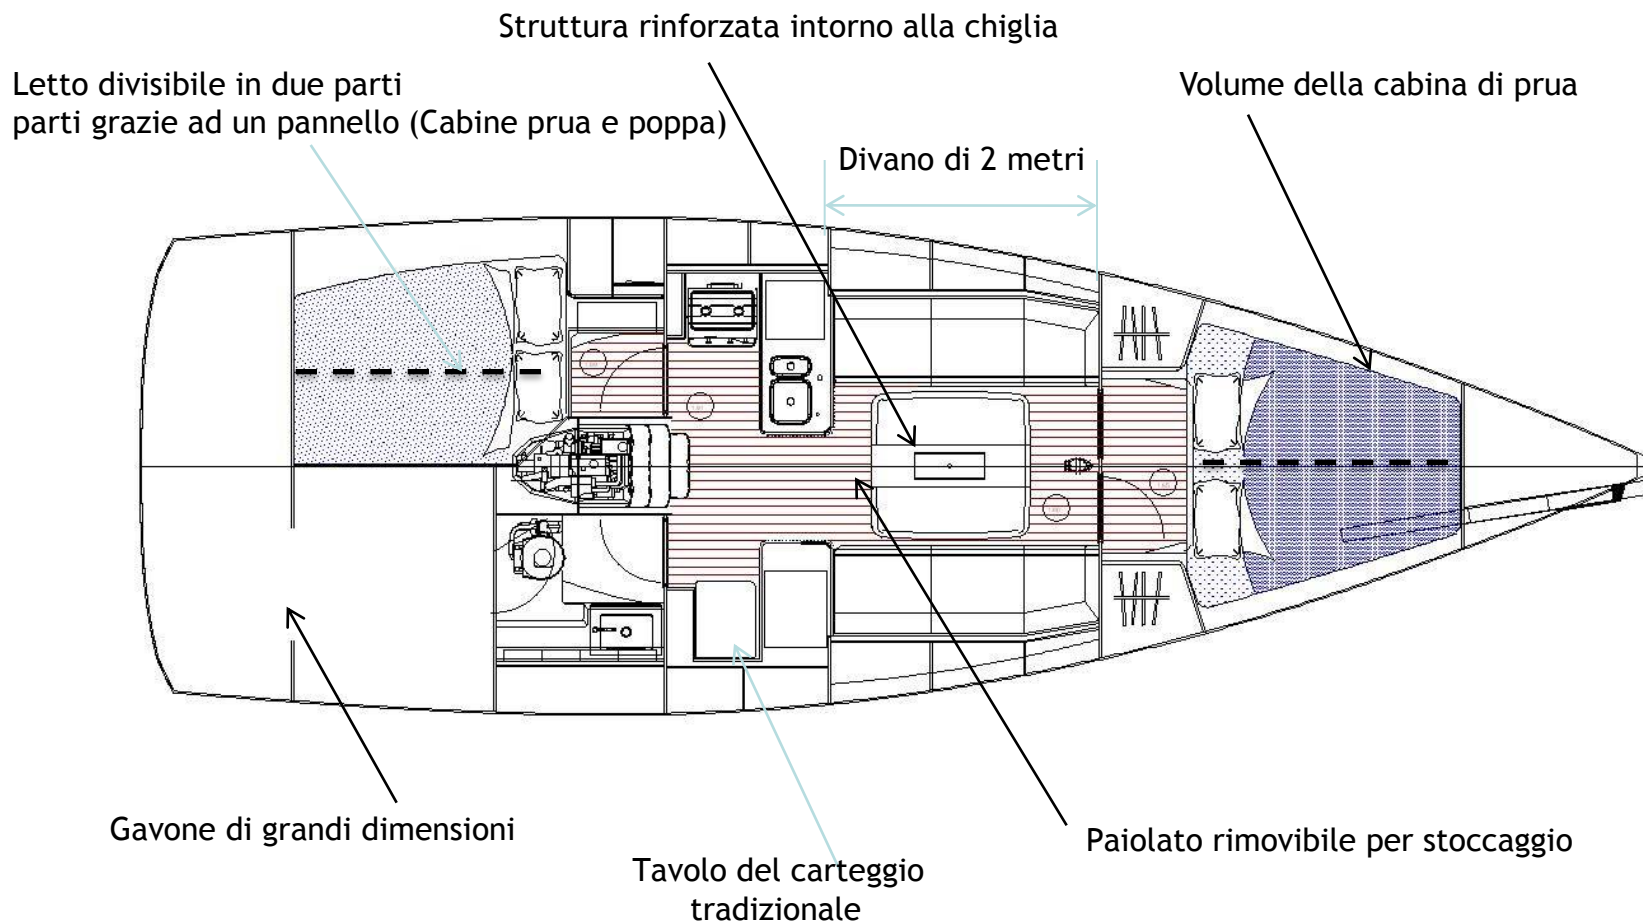 Struttura rinforzata intorno alla chiglia
Letto divisibile in due parti
parti grazie ad un pannello (Cabine prua e poppa)
Volume della cabina di prua
Divano di 2 metri
Gavone di grandi dimensioni
Paiolato rimovibile per stoccaggio
Tavolo del carteggio
tradizionale